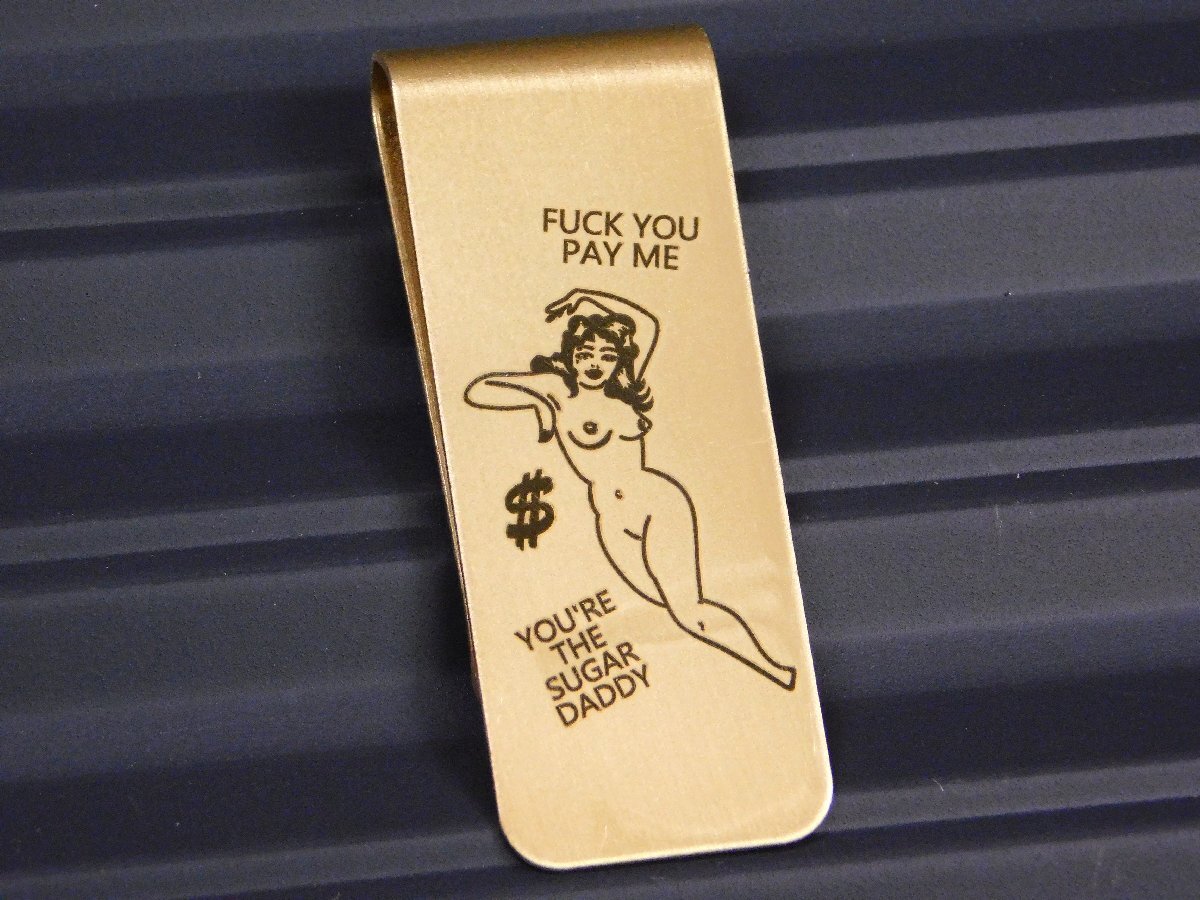 FUCK YOU
PAY ME
$
YOU'RE
THE
SUGAR
DADDY